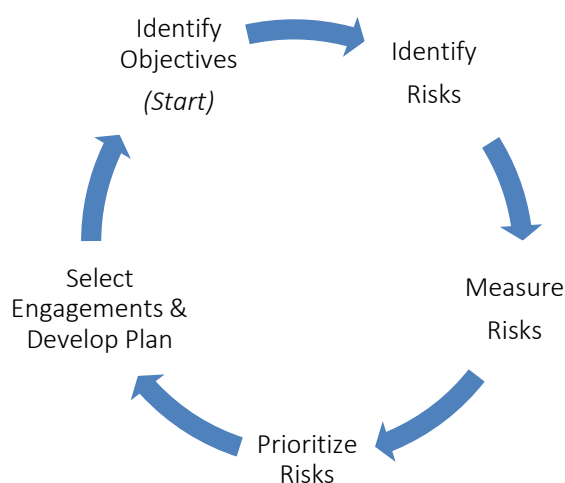 Identify
Objectives
(Start)
Identify
Risks
Measure
Risks
Prioritize
Risks
Select
Engagements &
Develop Plan